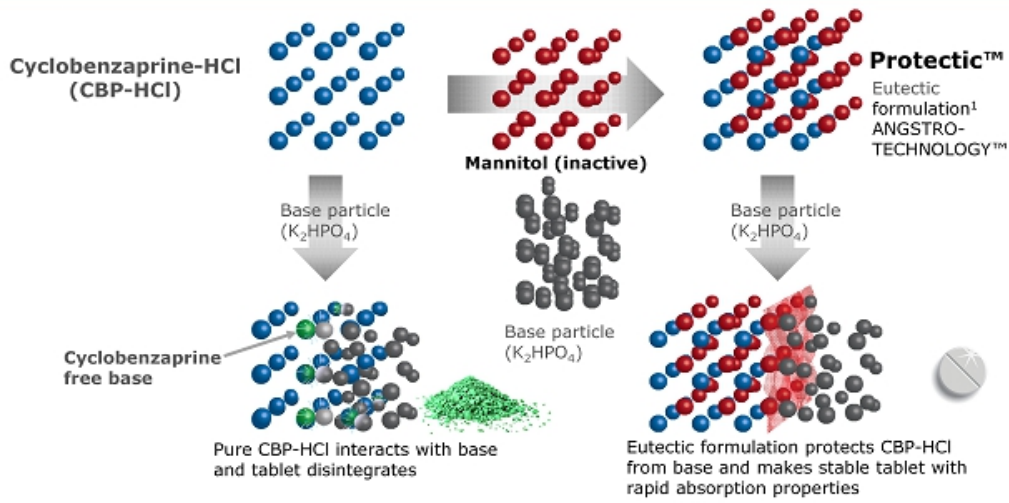 Cyclobenzaprine-HCl
(CBP-HCl)
Mannitol (inactive)
Protectic™
Eutectic
formulation¹
ANGSTRO-
TECHNOLOGY™
Base particle
(K₂HPO₄)
Base particle
(K₂HPO₄)
Base particle
(K₂HPO₄)
Cyclobenzaprine
free base
Pure CBP-HCl interacts with base
and tablet disintegrates
Eutectic formulation protects CBP-HCl
from base and makes stable tablet with
rapid absorption properties